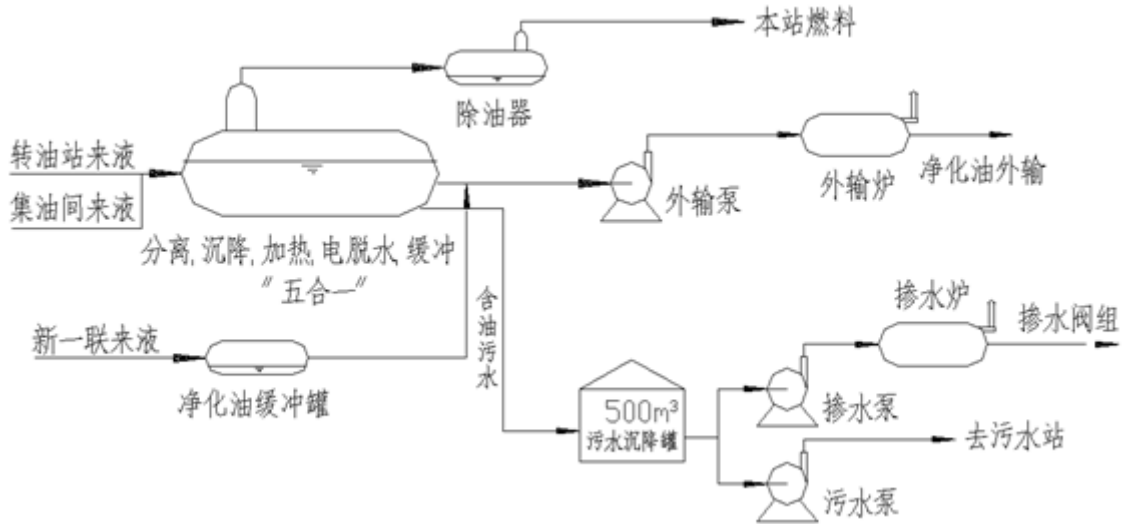 本站燃料
除油器
转油站来液
集油间来液
外输泵
外输炉
净化油外输
分离,沉降,加热,电脱水,缓冲
"五合一"
含油污水
新一联来液
净化油缓冲罐
500m³
污水沉降罐
掺水炉
掺水阀组
掺水泵
去污水站
污水泵